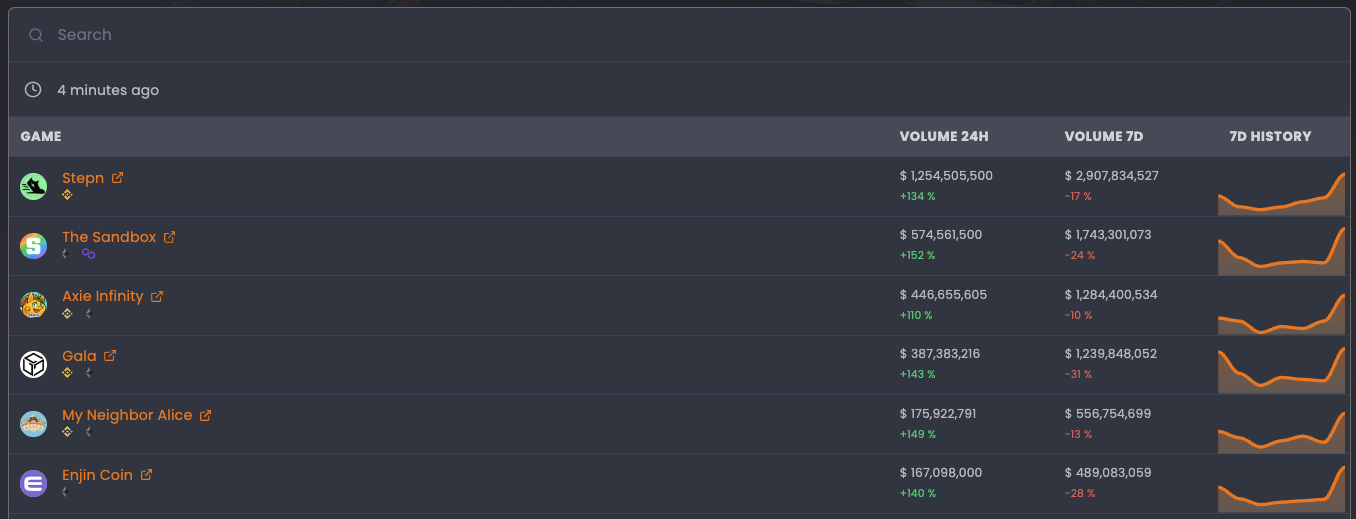 Search
4 minutes ago
GAME VOLUME 24H VOLUME 7D 7D HISTORY
Stepn $ 1,254,505,500 $ 2,907,834,527
+134 % -17 %
The Sandbox $ 574,561,500 $ 1,743,301,073
+152 % -24 %
Axie Infinity $ 446,655,605 $ 1,284,400,534
+110 % -10 %
Gala $ 387,383,216 $ 1,239,848,052
+143 % -31 %
My Neighbor Alice $ 175,922,791 $ 556,754,699
+149 % -13 %
Enjin Coin $ 167,098,000 $ 489,083,059
+140 % -28 %